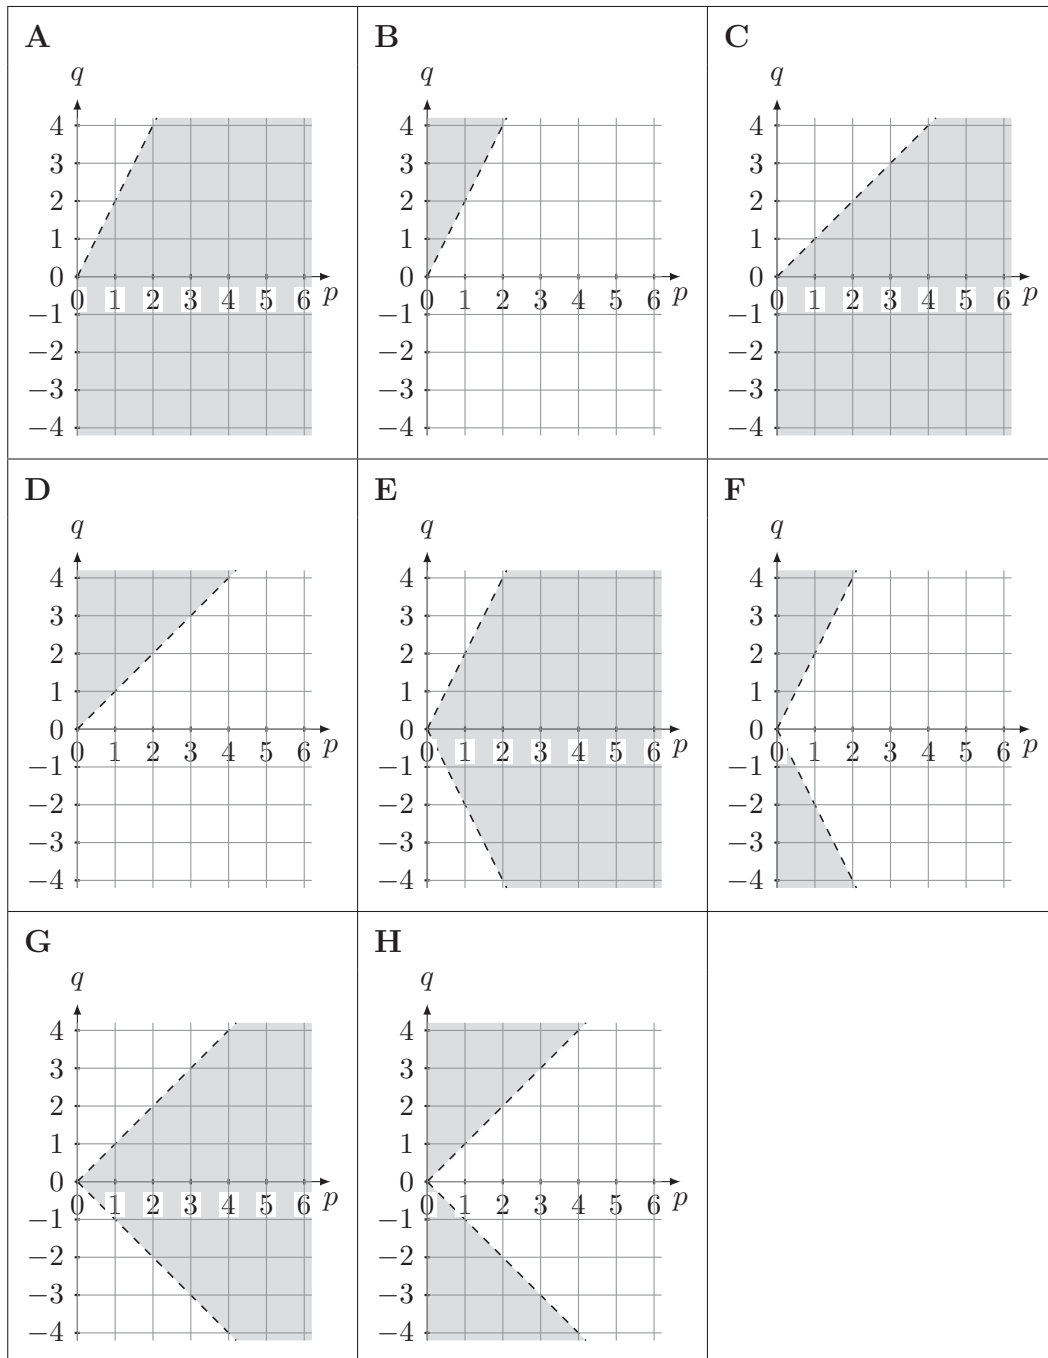 A B C
q q q
4 4 4
3 3 3
2 2 2
1 1 1
0 0 0
0 1 2 3 4 5 6 p 0 1 2 3 4 5 6 p 0 1 2 3 4 5 6 p
−1 −1 −1
−2 −2 −2
−3 −3 −3
−4 −4 −4
D E F
q q q
4 4 4
3 3 3
2 2 2
1 1 1
0 0 0
0 1 2 3 4 5 6 p 0 1 2 3 4 5 6 p 0 1 2 3 4 5 6 p
−1 −1 −1
−2 −2 −2
−3 −3 −3
−4 −4 −4
G H
q q
4 4
3 3
2 2
1 1
0 0
0 1 2 3 4 5 6 p 0 1 2 3 4 5 6 p
−1 −1
−2 −2
−3 −3
−4 −4